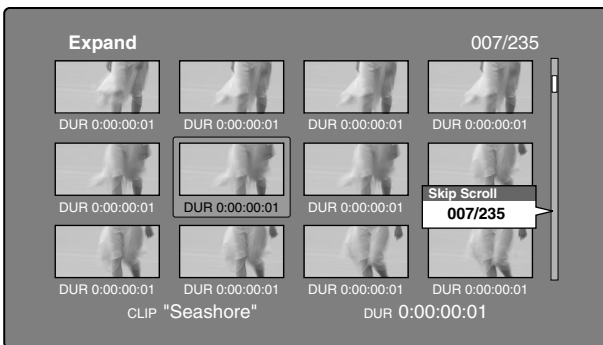 Expand 007/235
DUR 0:00:00:01 DUR 0:00:00:01 DUR 0:00:00:01 DUR 0:00:00:01
DUR 0:00:00:01 DUR 0:00:00:01 DUR 0:00:00:01
Skip Scroll
007/235
DUR 0:00:00:01 DUR 0:00:00:01 DUR 0:00:00:01 DUR 0:00:00:01
CLIP "Seashore" DUR 0:00:00:01